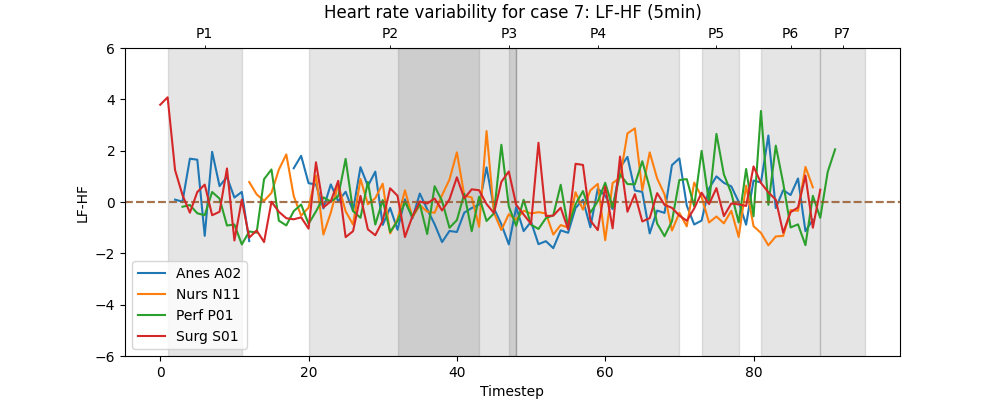 Heart rate variability for case 7: LF-HF (5min)
P1 P2 P3 P4 P5 P6 P7
6
4
2
0
−2
−4
−6
LF-HF
Anes A02
Nurs N11
Perf P01
Surg S01
0 20 40 60 80
Timestep